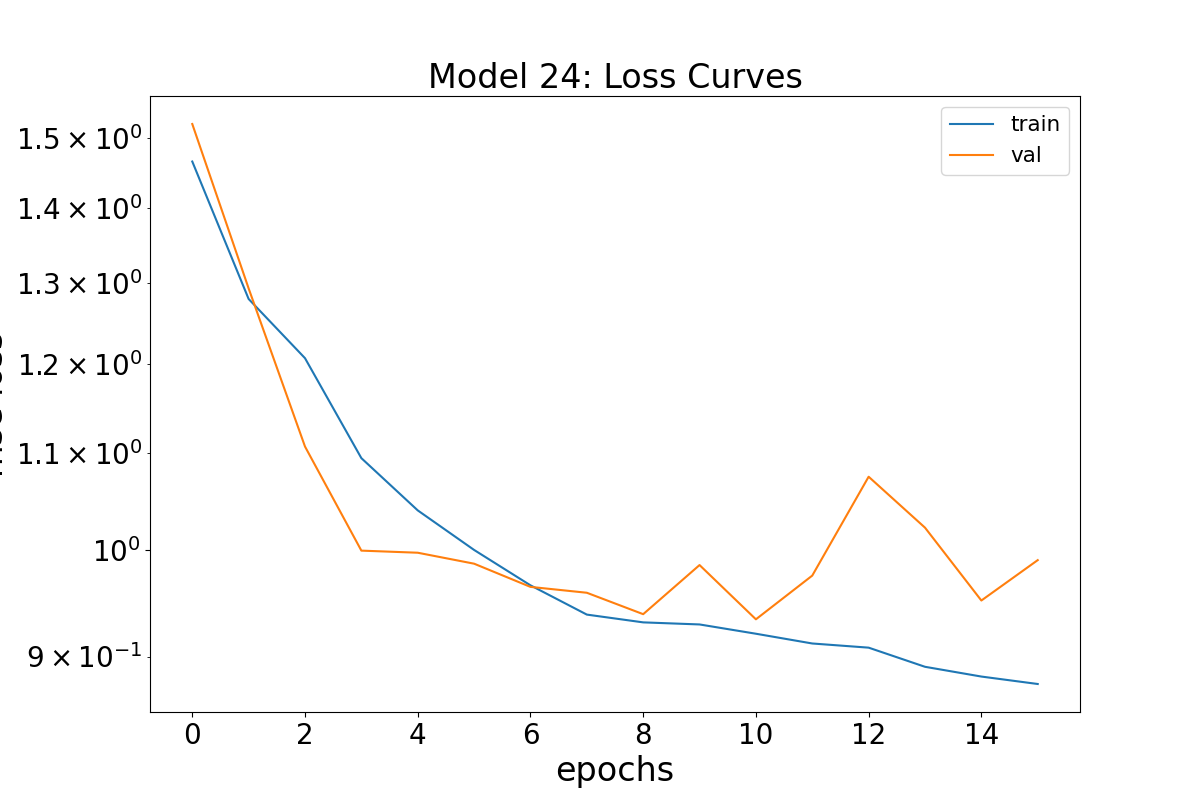 Model 24: Loss Curves
train
val
1.5 × 10⁰
1.4 × 10⁰
1.3 × 10⁰
1.2 × 10⁰
1.1 × 10⁰
10⁰
9 × 10⁻¹
0 2 4 6 8 10 12 14
epochs